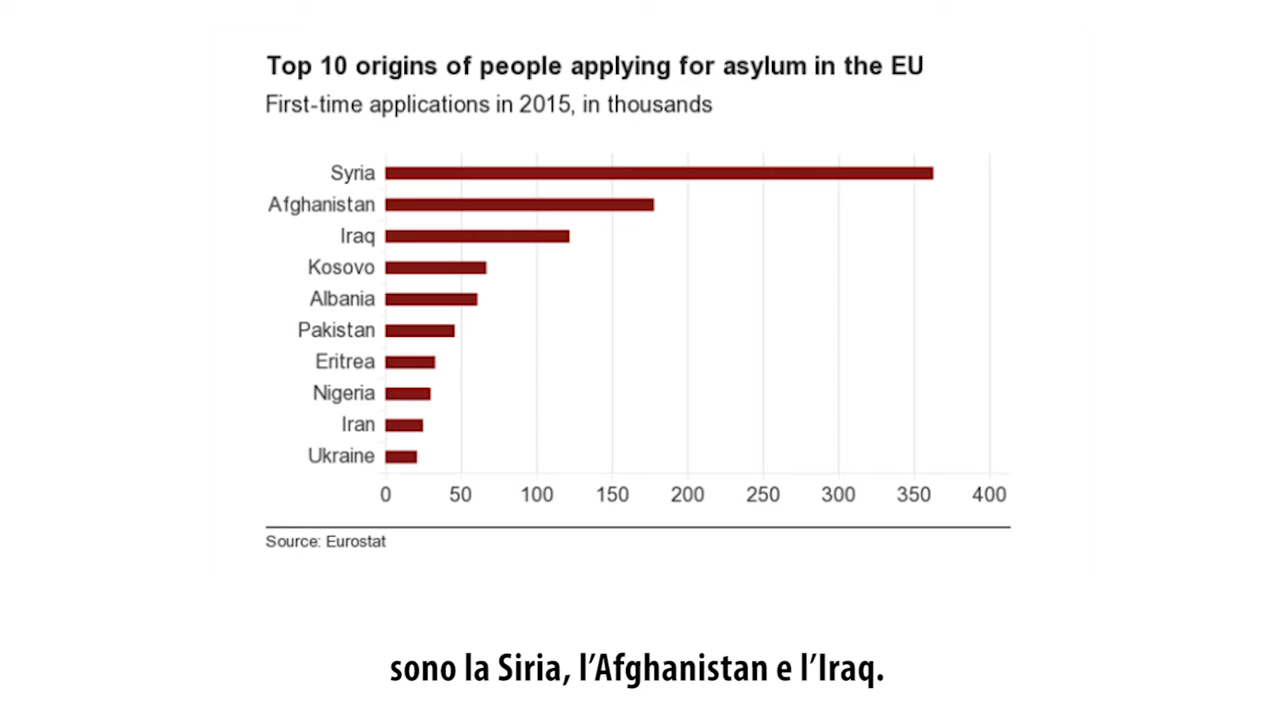 Top 10 origins of people applying for asylum in the EU
First-time applications in 2015, in thousands
Syria
Afghanistan
Iraq
Kosovo
Albania
Pakistan
Eritrea
Nigeria
Iran
Ukraine
0 50 100 150 200 250 300 350 400
Source: Eurostat
sono la Siria, l’Afghanistan e l’Iraq.